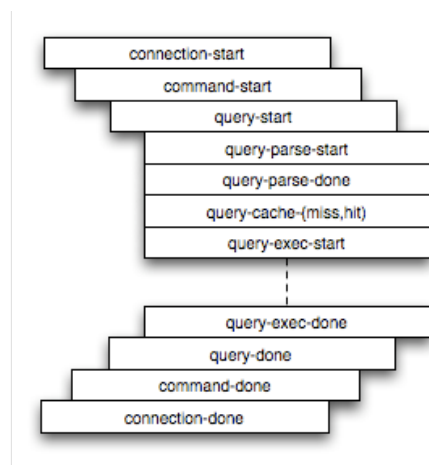 connection-start
command-start
query-start
query-parse-start
query-parse-done
query-cache-(miss,hit)
query-exec-start
query-exec-done
query-done
command-done
connection-done